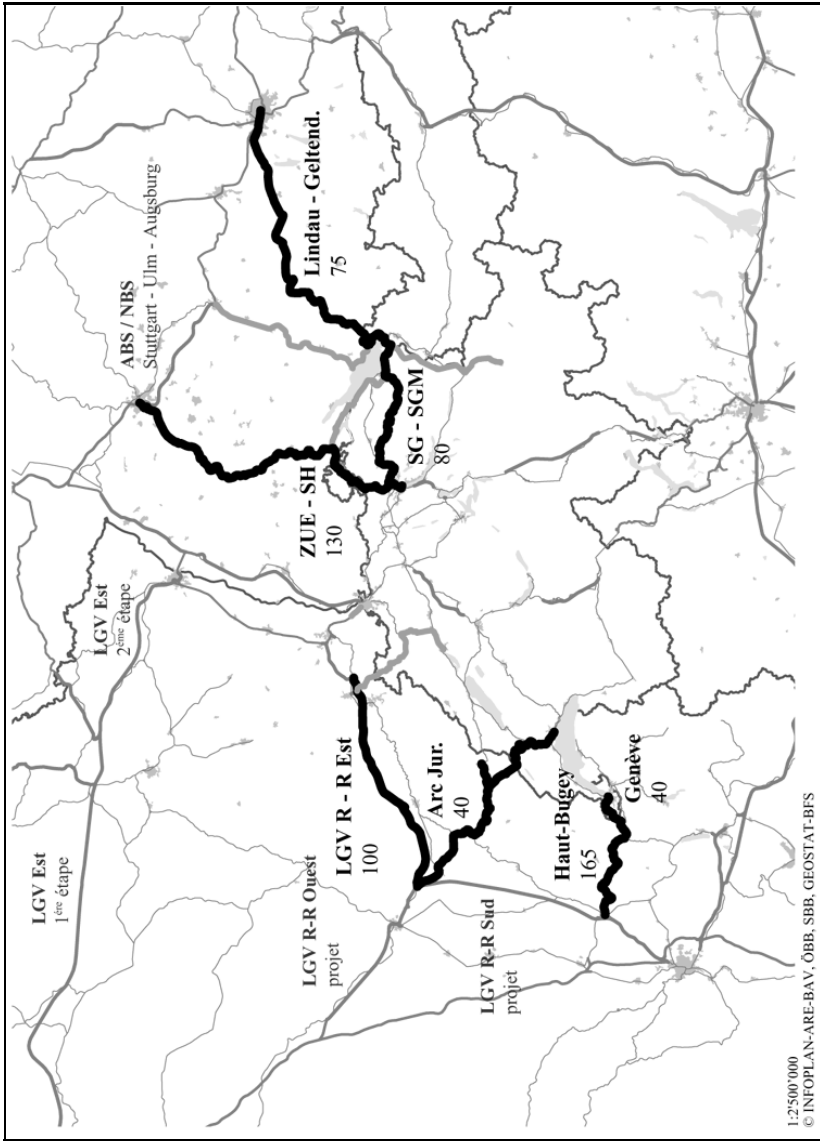 LGV Est
1ère étape
LGV Est
2ème étape
ABS / NBS
Stuttgart - Ulm - Augsburg
LGV R-R Ouest
projet
LGV R - R Est
100
ZUE - SH
130
Lindau - Geltend.
75
LGV R-R Sud
projet
Arc Jur.
40
SG - SGM
80
Haut-Bugey
165
Genève
40
1:2'500'000
© INFOPLAN-ARE-BAV, ÖBB, SBB, GEOSTAT-BFS